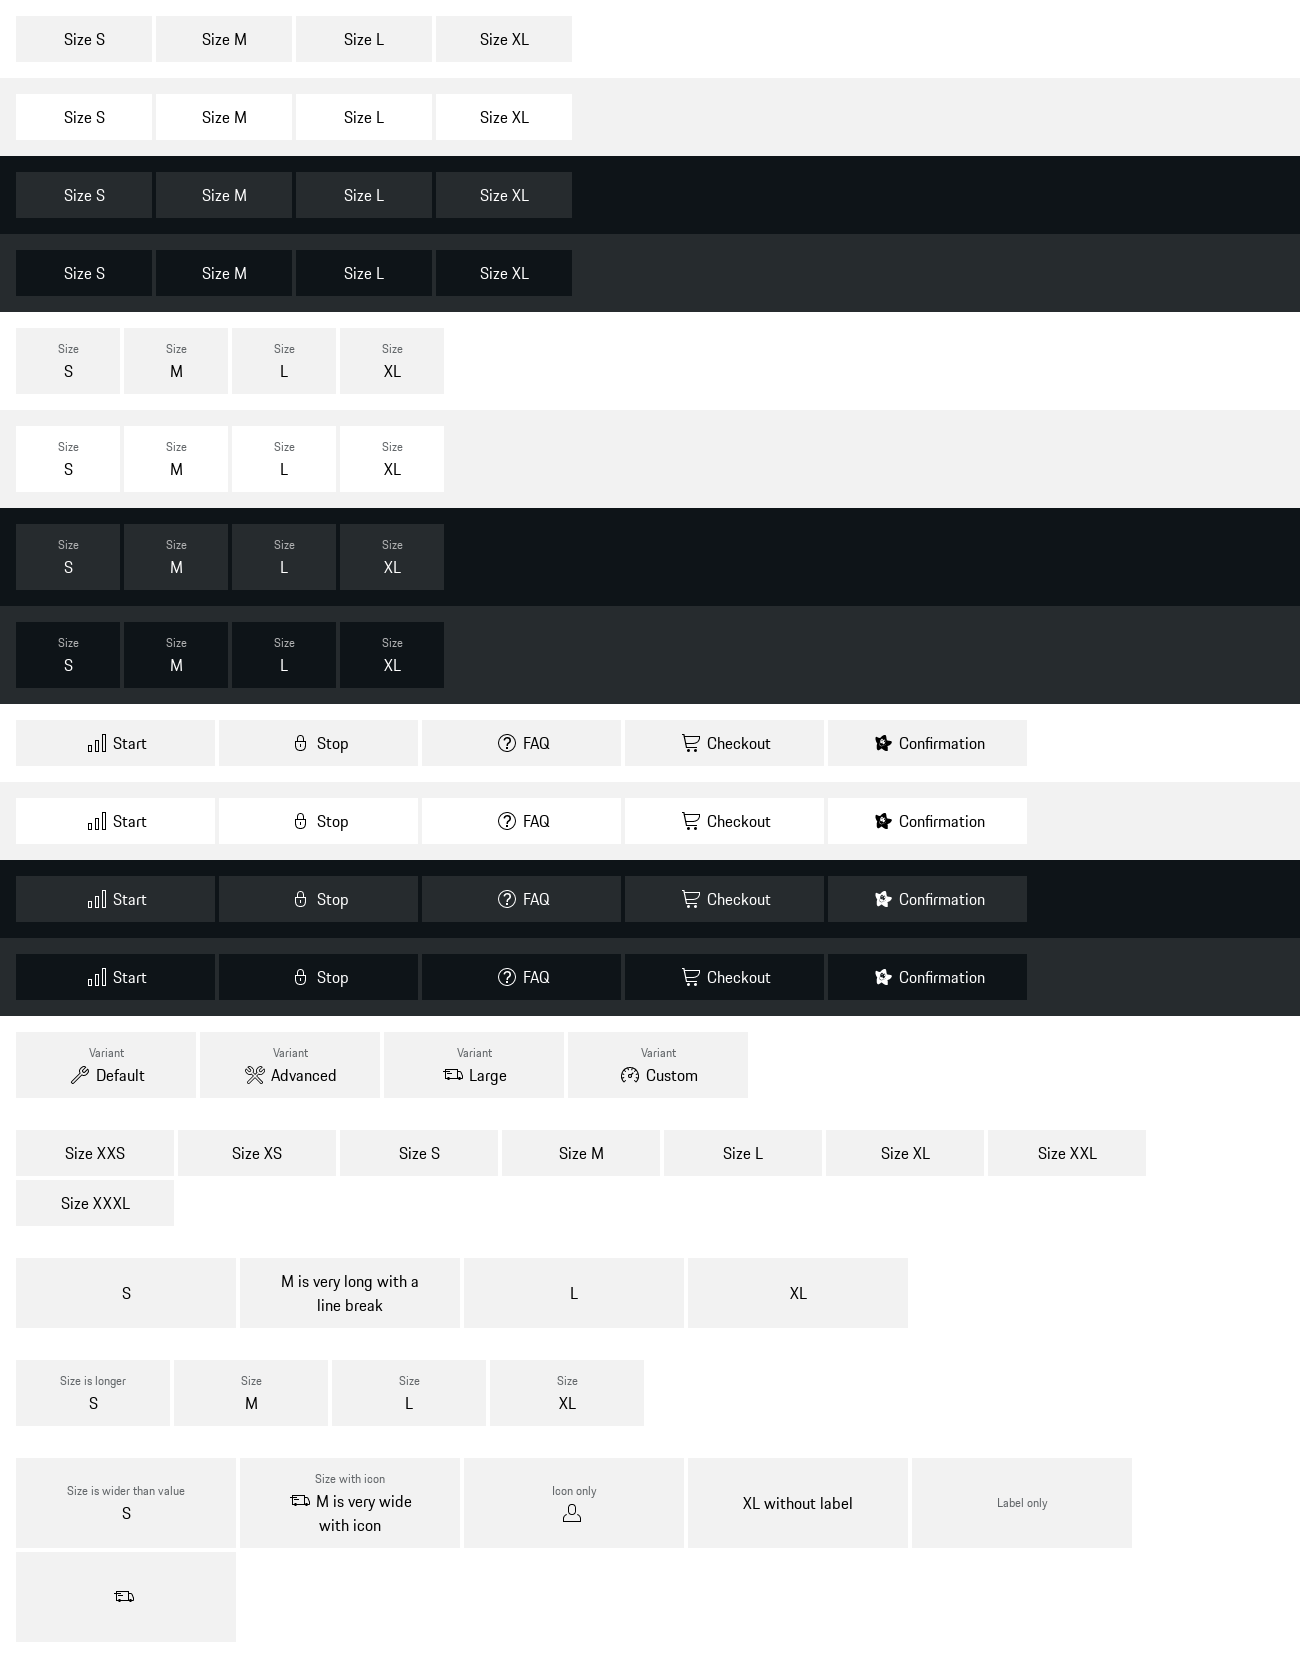 Size S Size M Size L Size XL
Size S Size M Size L Size XL
Size S Size M Size L Size XL
Size S Size M Size L Size XL
Size Size Size Size
S M L XL
Size Size Size Size
S M L XL
Size Size Size Size
S M L XL
Size Size Size Size
S M L XL
Start Stop FAQ Checkout Confirmation
Start Stop FAQ Checkout Confirmation
Start Stop FAQ Checkout Confirmation
Start Stop FAQ Checkout Confirmation
Variant Variant Variant Variant
Default Advanced Large Custom
Size XXS Size XS Size S Size M Size L Size XL Size XXL
Size XXXL
S M is very long with a line break L XL
Size is longer Size Size Size
S M L XL
Size is wider than value
S
Size with icon
M is very wide
with icon
Icon only
XL without label
Label only